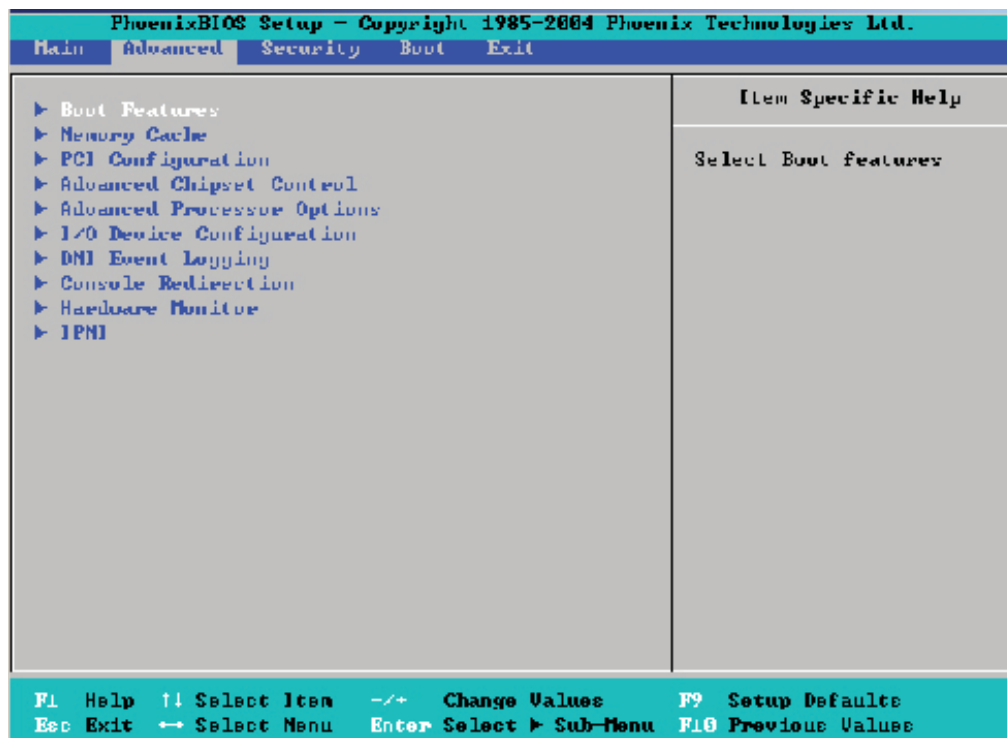 PhoenixBIOS Setup - Copyright 1985-2004 Phoenix Technologies Ltd.
Main Advanced Security Boot Exit
Item Specific Help
► Boot Features
► Memory Cache
► PCI Configuration
► Advanced Chipset Control
► Advanced Processor Options
► I/O Device Configuration
► DMI Event Logging
► Console Redirection
► Hardware Monitor
► IPMI
Select Boot features
F1 Help ↑↓ Select Item -/+ Change Values F9 Setup Defaults
Esc Exit ↔ Select Menu Enter Select ► Sub-Menu F10 Previous Values